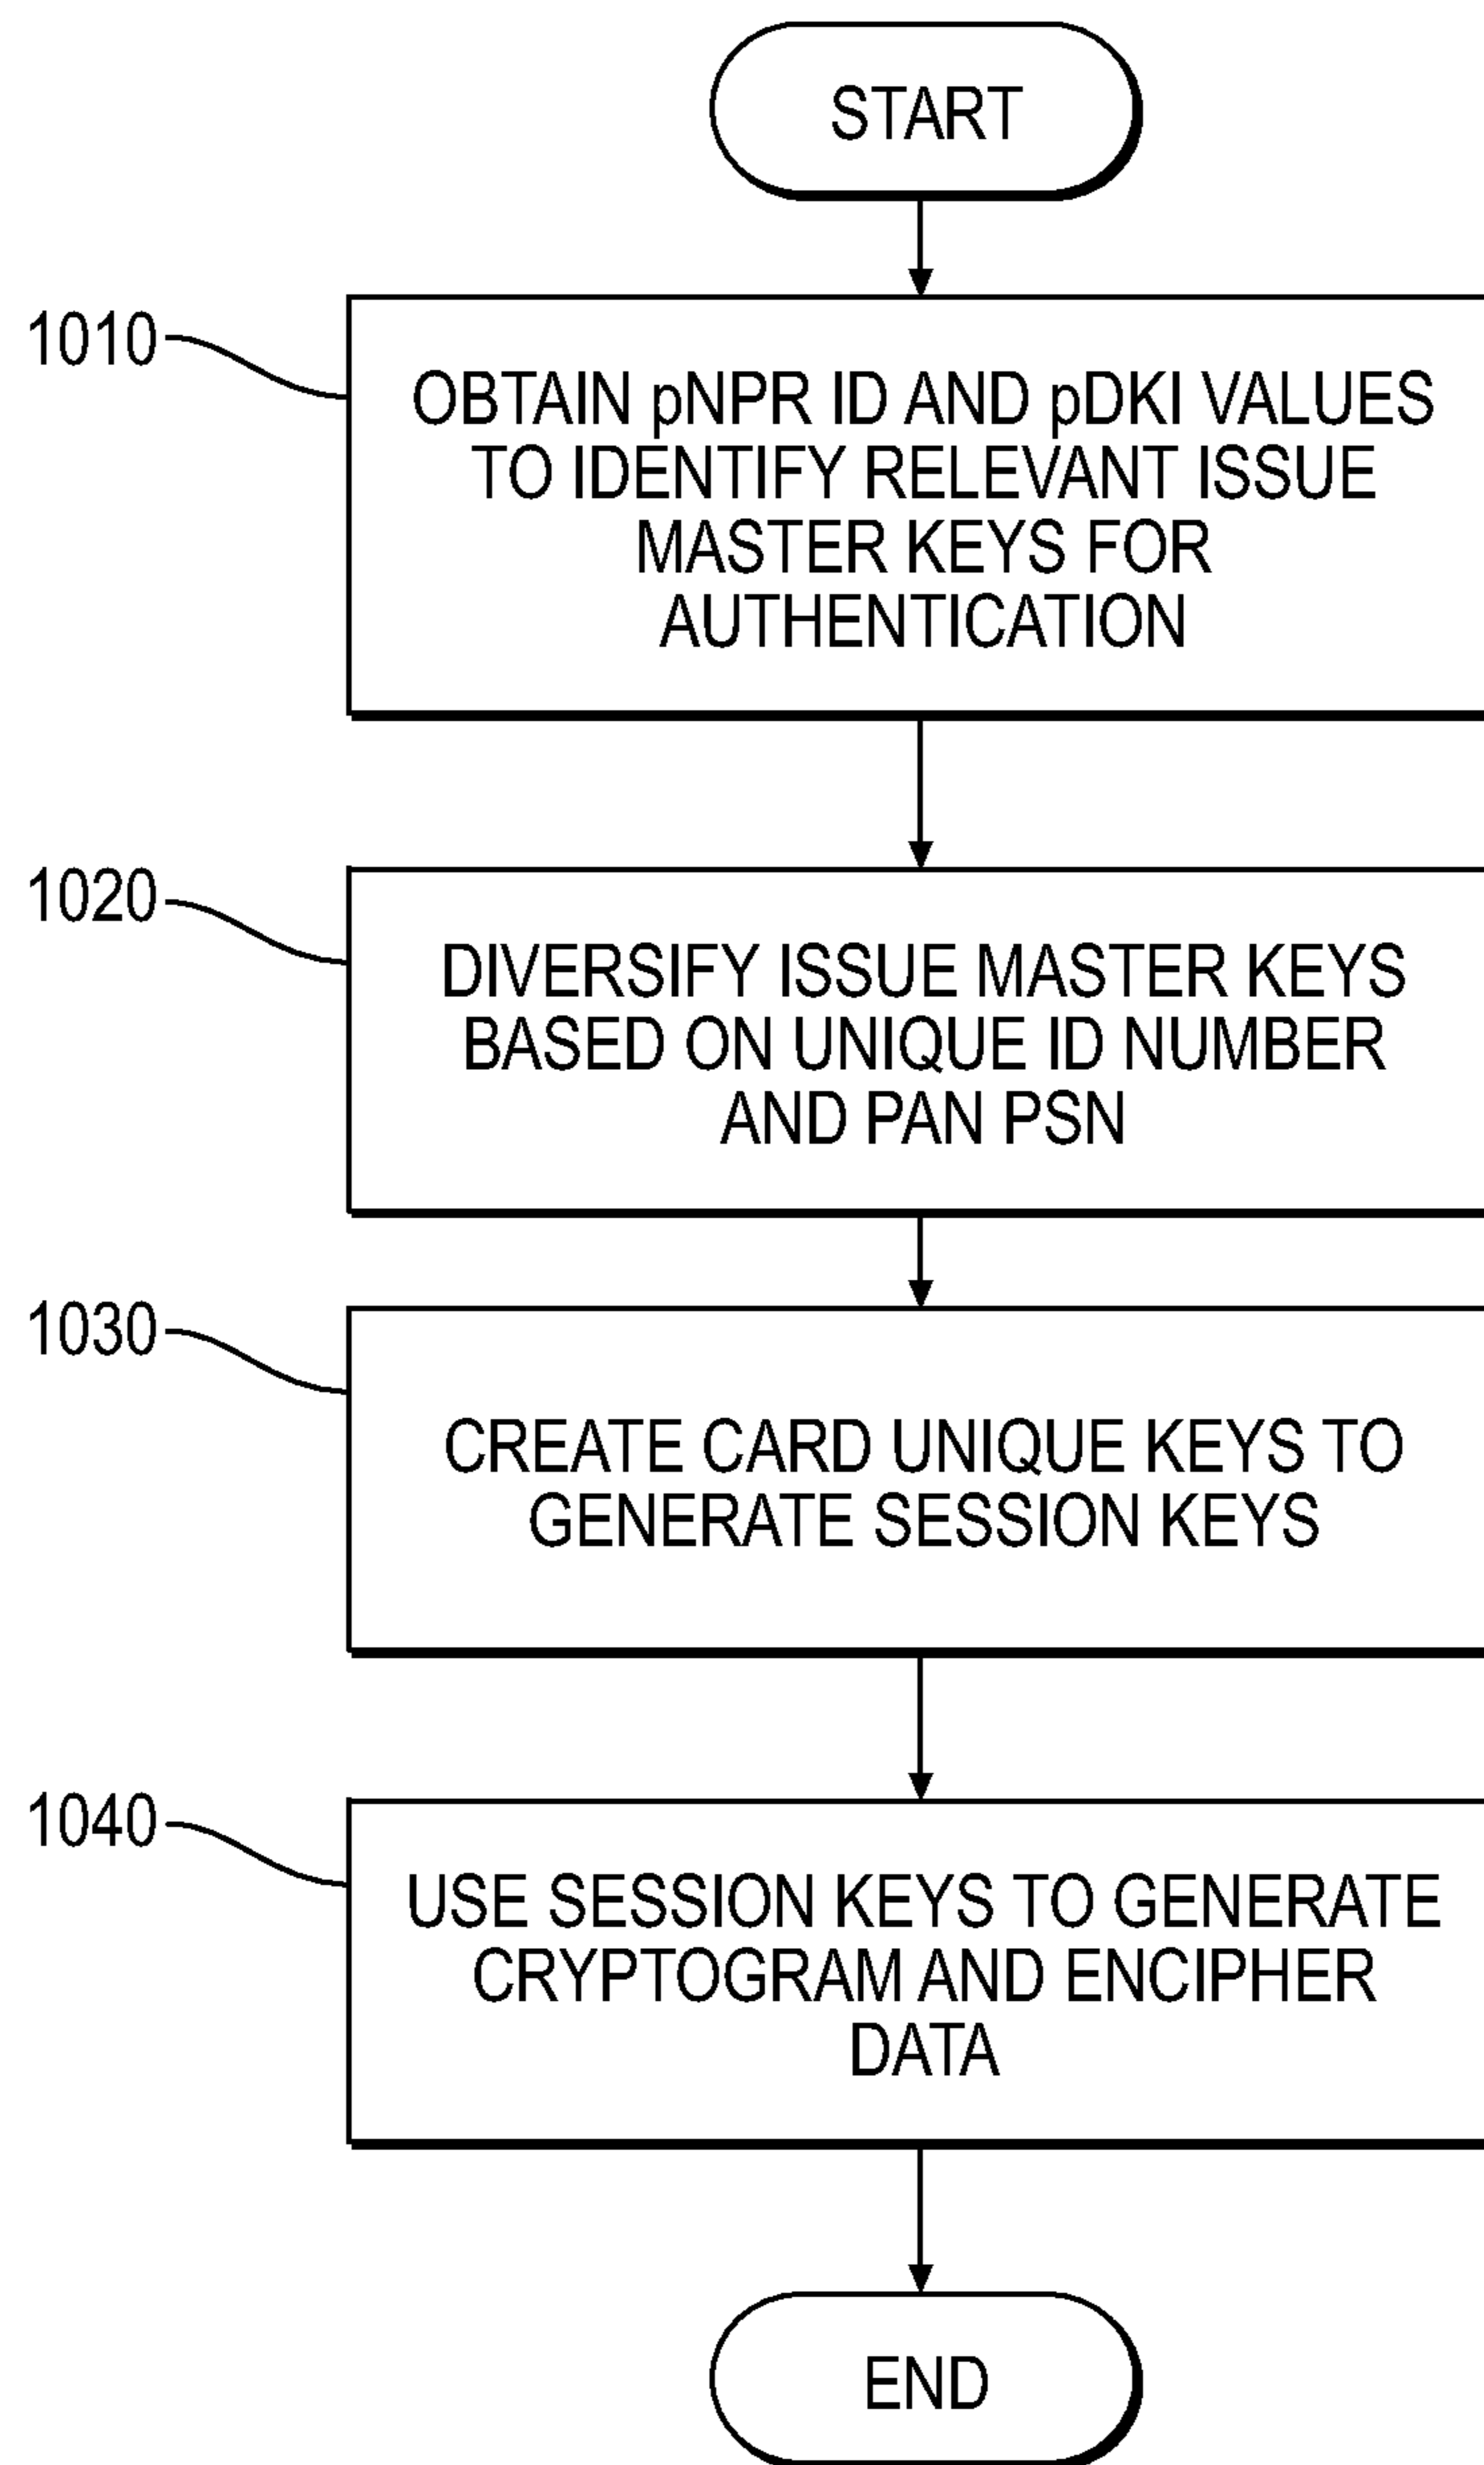 START
1010
OBTAIN pNPR ID AND pDKI VALUES
TO IDENTIFY RELEVANT ISSUE
MASTER KEYS FOR
AUTHENTICATION
1020
DIVERSIFY ISSUE MASTER KEYS
BASED ON UNIQUE ID NUMBER
AND PAN PSN
1030
CREATE CARD UNIQUE KEYS TO
GENERATE SESSION KEYS
1040
USE SESSION KEYS TO GENERATE
CRYPTOGRAM AND ENCIPHER
DATA
END